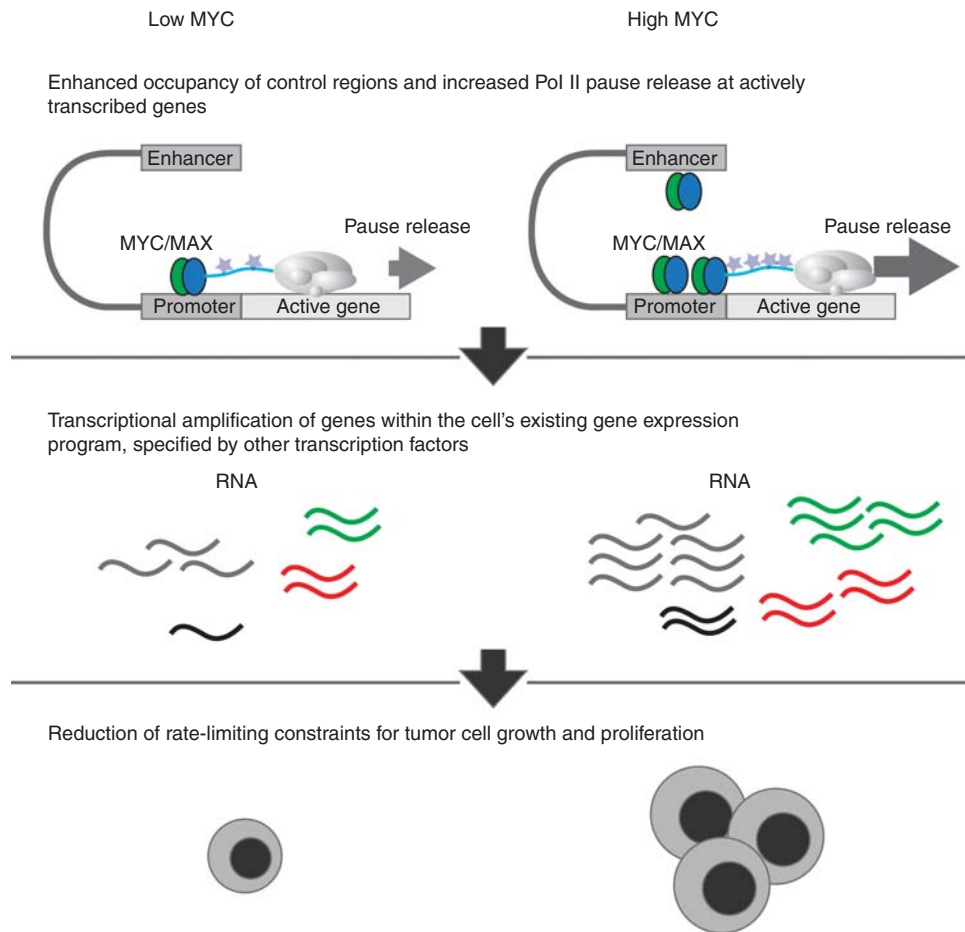 Low MYC
High MYC
Enhanced occupancy of control regions and increased Pol II pause release at actively
transcribed genes
Enhancer
MYC/MAX
Pause release
Promoter
Active gene
Enhancer
MYC/MAX
Pause release
Promoter
Active gene
Transcriptional amplification of genes within the cell's existing gene expression
program, specified by other transcription factors
RNA
RNA
Reduction of rate-limiting constraints for tumor cell growth and proliferation